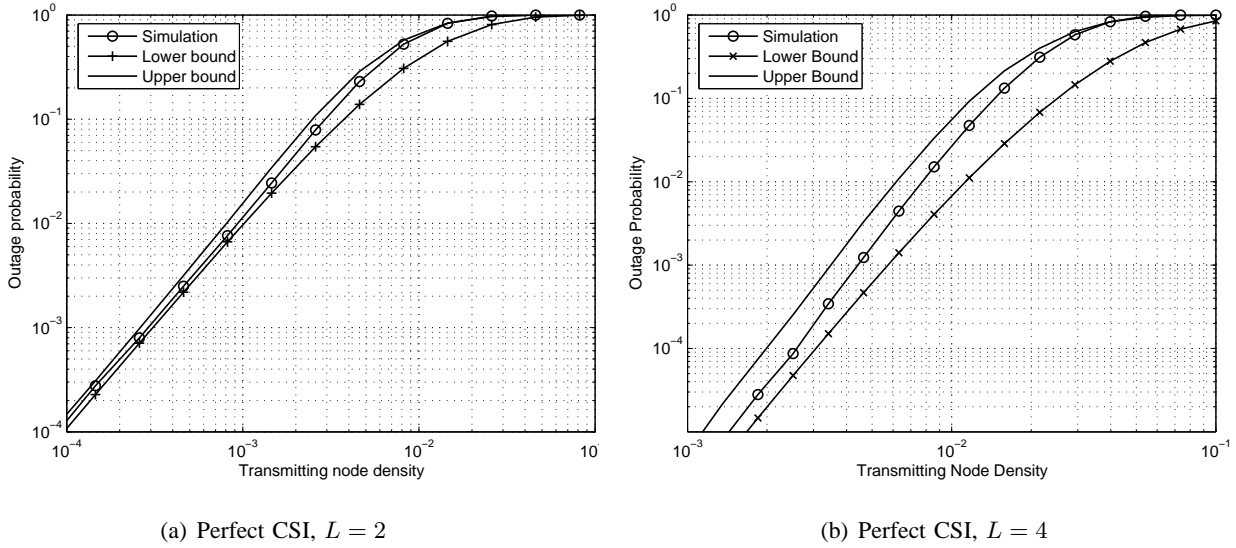 10^0
10^-1
10^-2
10^-3
10^-4
Outage probability
Simulation
Lower bound
Upper bound
10^-4
10^-3
10^-2
10
Transmitting node density
(a) Perfect CSI, L = 2
10^0
10^-1
10^-2
10^-3
10^-4
Outage Probability
Simulation
Lower Bound
Upper Bound
10^-3
10^-2
10^-1
Transmitting Node Density
(b) Perfect CSI, L = 4